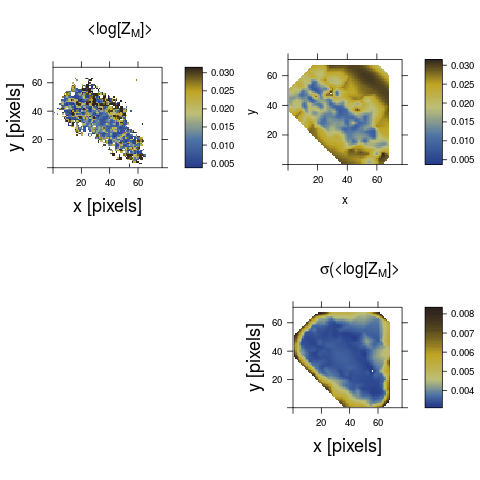 <log[Z_M]>
0.030
0.025
0.020
0.015
0.010
0.005
60
40
20
20 40 60
y [pixels]
x [pixels]
0.030
0.025
0.020
0.015
0.010
0.005
60
40
20
20 40 60
y
x
σ(<log[Z_M]>
0.008
0.007
0.006
0.005
0.004
60
40
20
20 40 60
y [pixels]
x [pixels]